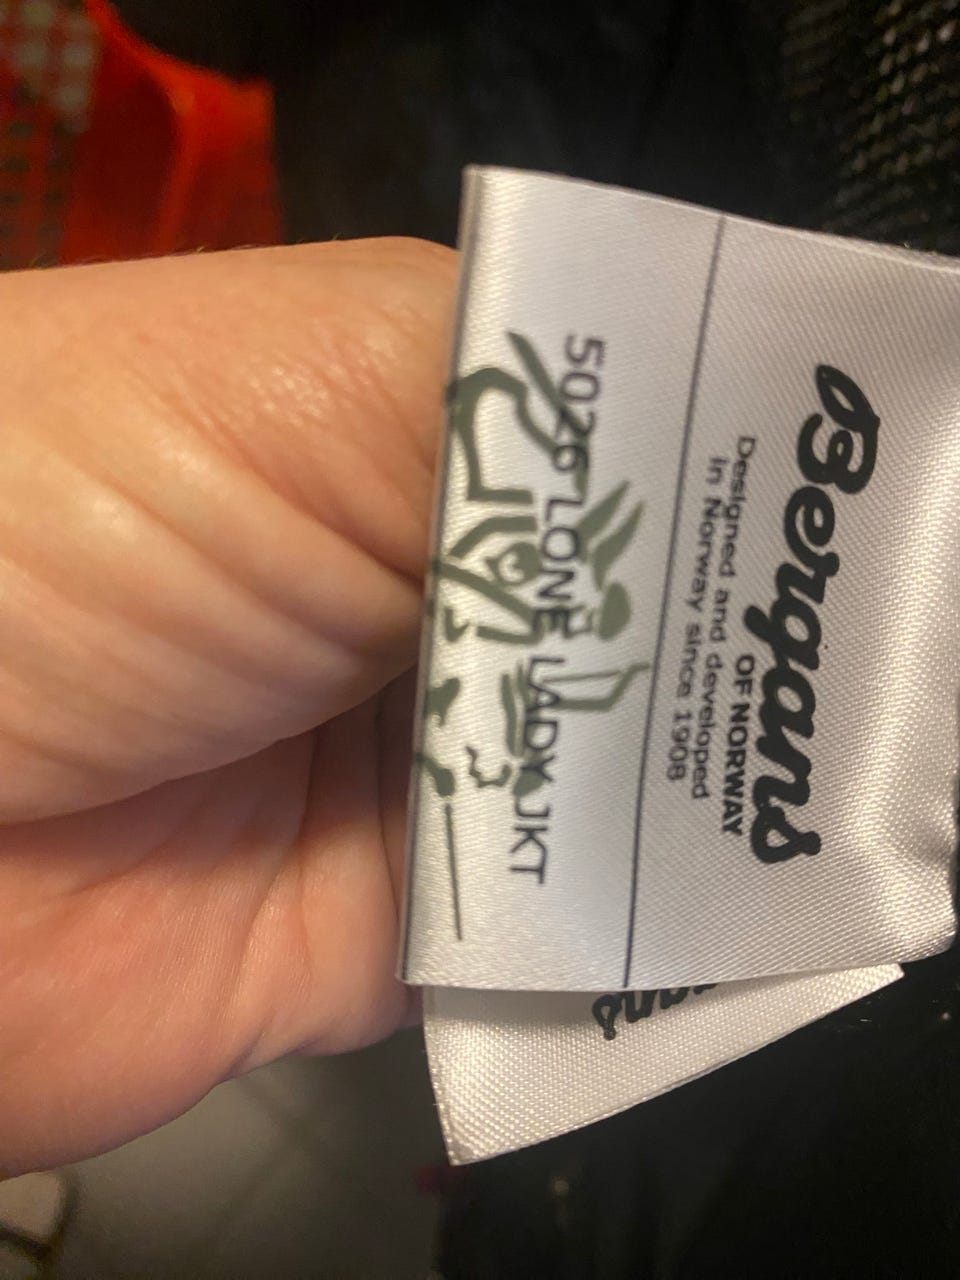 Bergans
OF NORWAY
Designed and developed
in Norway since 1908
5026 LONE LADY JKT